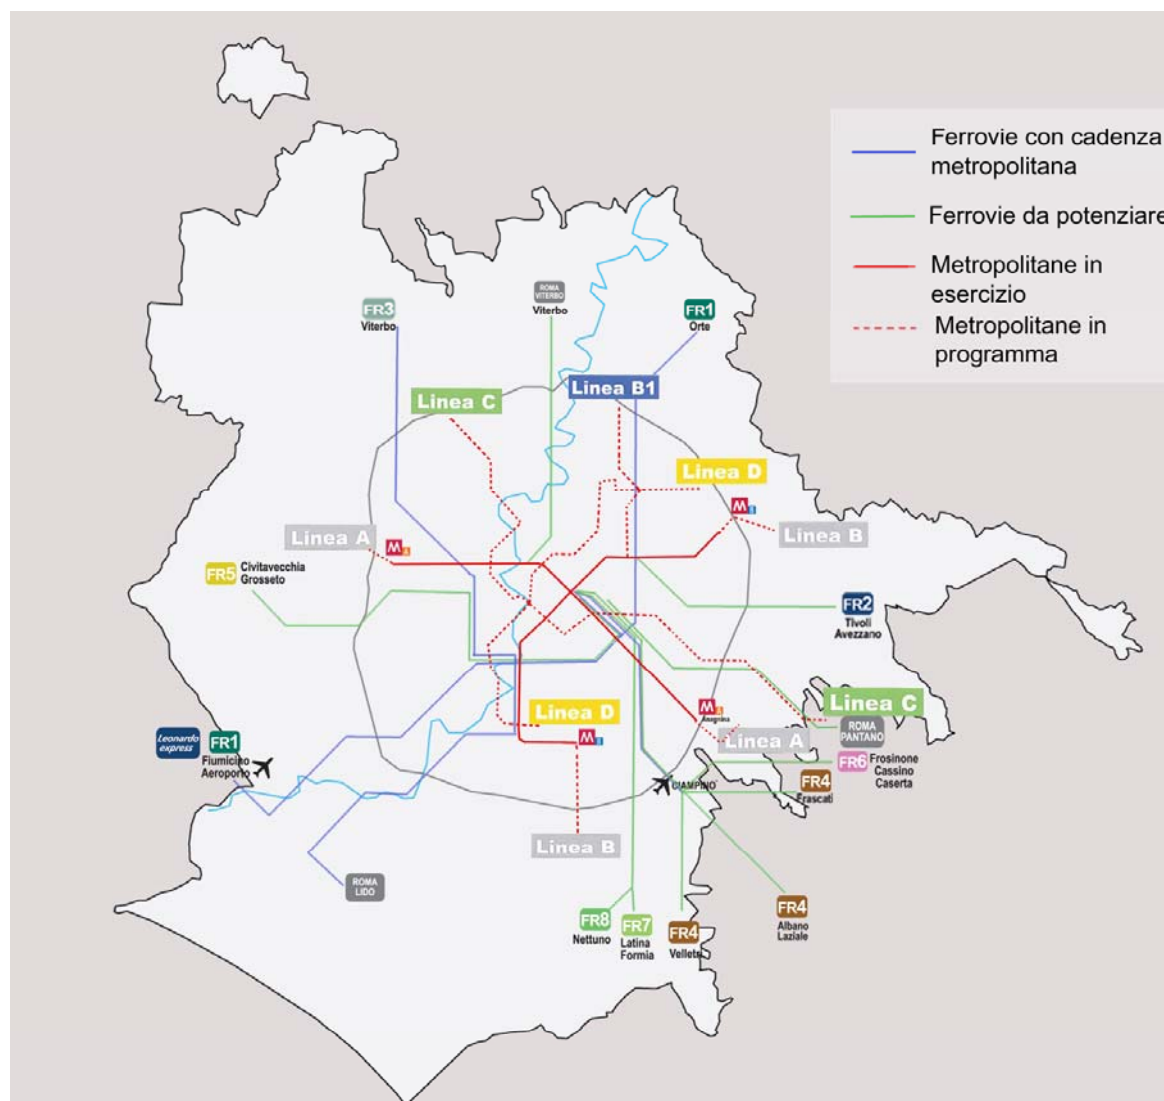 Ferrovie con cadenza
metropolitana
Ferrovie da potenziare
Metropolitane in
esercizio
Metropolitane in
programma
FR3
Viterbo
ROMA
VITERBO
Viterbo
FR1
Orte
Linea C
Linea B1
Linea D
M
B
Linea B
Linea A
M
A
FR5
Civitavecchia
Grosseto
FR2
Tivoli
Avezzano
Linea C
ROMA
PANTANO
M
A
Anagnina
Linea A
Linea D
M
B
Leonardo
express
FR1
Fiumicino
Aeroporto
FR6
Frosinone
Cassino
Caserta
CIAMPINO
FR4
Frascati
Linea B
ROMA
LIDO
FR8
Nettuno
FR7
Latina
Formia
FR4
Velletri
FR4
Albano
Laziale